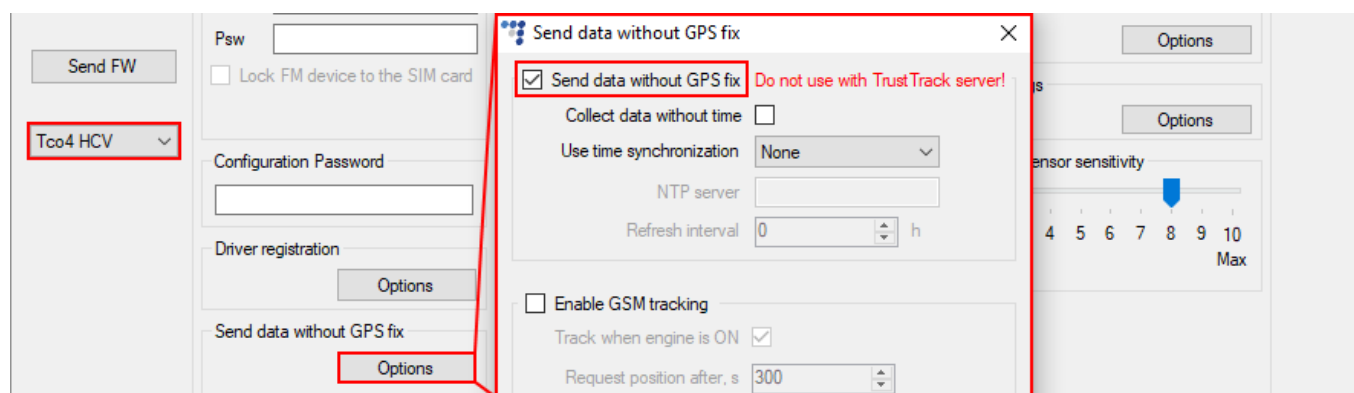 Send FW
Tco4 HCV
Psw
Lock FM device to the SIM card
Configuration Password
Driver registration
Options
Send data without GPS fix
Options
Send data without GPS fix
Send data without GPS fix Do not use with TrustTrack server!
Collect data without time
Use time synchronization None
NTP server
Refresh interval 0 h
Enable GSM tracking
Track when engine is ON
Request position after, s 300
Options
Options
sensitivity
4 5 6 7 8 9 10
Max